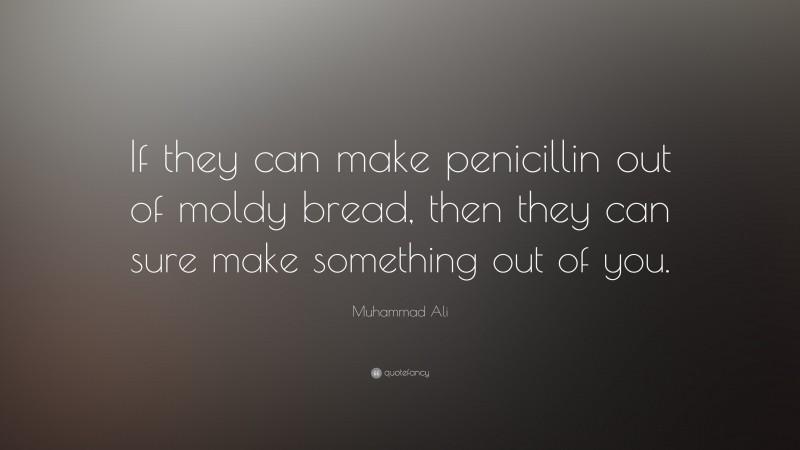 If they can make penicillin out
of moldy bread, then they can
sure make something out of you.
Muhammad Ali
quotefancy